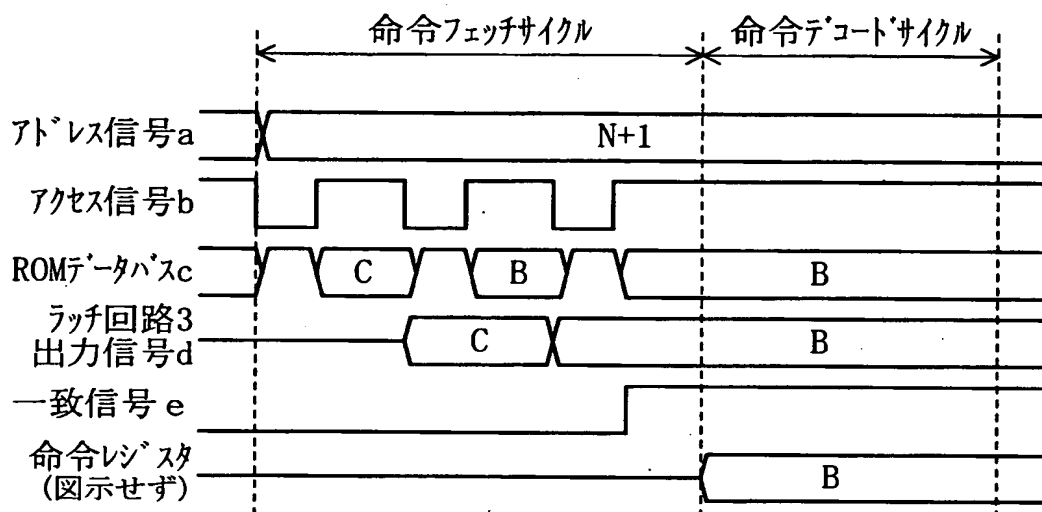 命令フェッチサイクル
命令デコードサイクル
アドレス信号a
N+1
アクセス信号b
ROMデータバスc
C
B
B
ラッチ回路3
出力信号d
C
B
一致信号e
命令レジスタ
(図示せず)
B